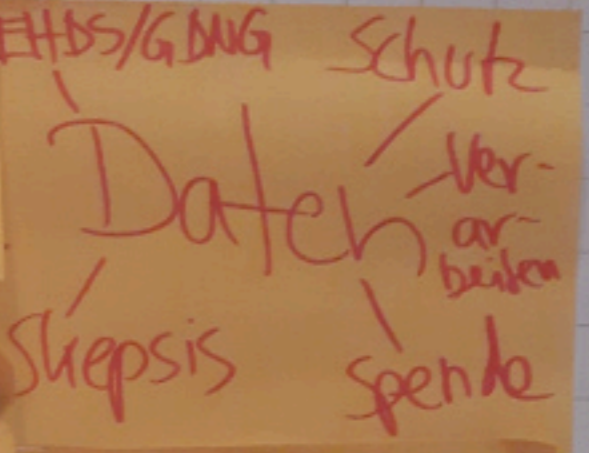 EHDS/GDNG
Schutz
Daten
Ver-
ar-
beiten
Skepsis
Spende